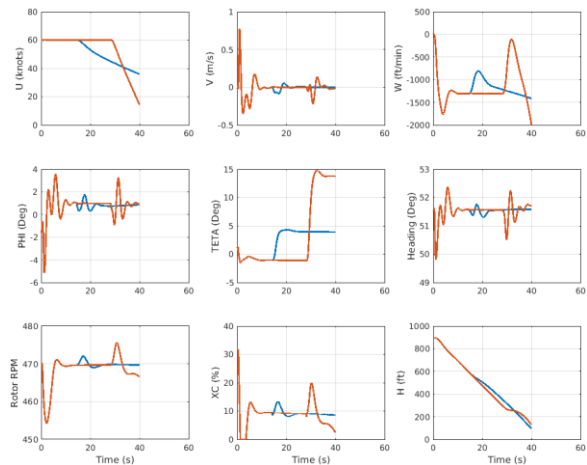 U (knots)
80
60
40
20
0
0 20 40 60
V (m/s)
1
0.5
0
-0.5
0 20 40 60
W (ft/min)
0
-500
-1000
-1500
-2000
0 20 40 60
PHI (Deg)
4
2
0
-2
-4
-6
0 20 40 60
TETA (Deg)
15
10
5
0
-5
0 20 40 60
Heading (Deg)
53
52
51
50
49
0 20 40 60
Rotor RPM
480
470
460
450
0 20 40 60
Time (s)
XC (%)
40
30
20
10
0
0 20 40 60
Time (s)
H (ft)
1000
800
600
400
200
0
0 20 40 60
Time (s)